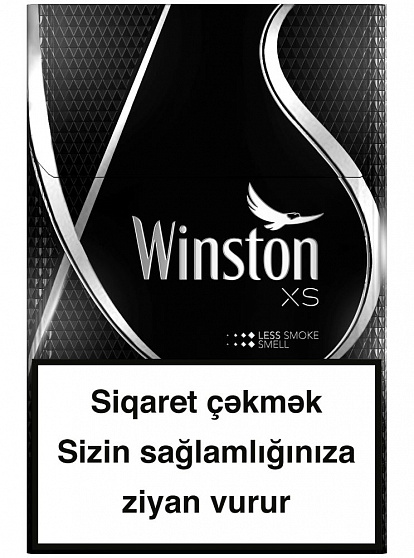 Winston
XS
LESS SMOKE
SMELL
Siqaret çəkmək
Sizin sağlamlığınıza
ziyan vurur